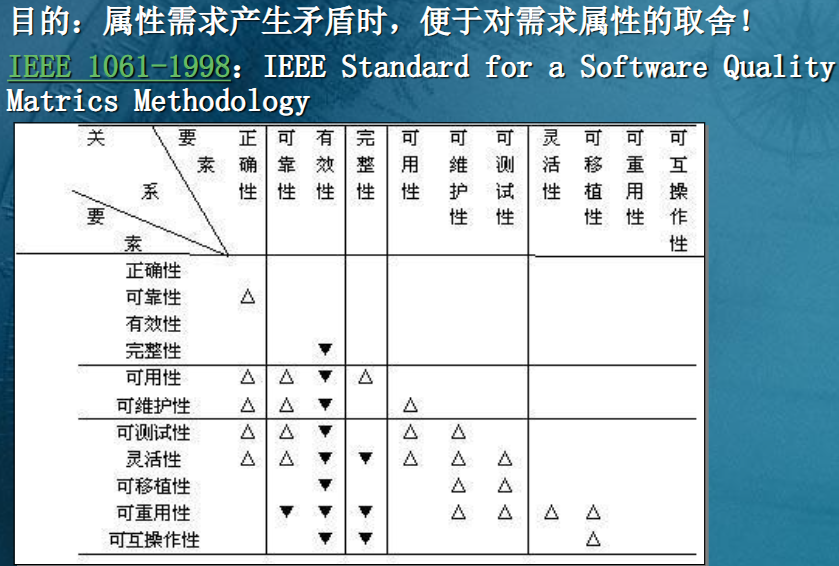 目的：属性需求产生矛盾时，便于对需求属性的取舍！
IEEE 1061-1998：IEEE Standard for a Software Quality
Matrics Methodology
关系 要素 要素 正确性 可靠性 有效性 完整性 可用性 可维护性 可测试性 灵活性 可移植性 可重用性 可互操作性
正确性
可靠性 △
有效性
完整性 ▼
可用性 △ △ ▼ △
可维护性 △ △ ▼ △
可测试性 △ △ ▼ △ △
灵活性 △ △ ▼ ▼ △ △ △
可移植性 ▼ △ △
可重用性 ▼ ▼ ▼ △ △ △ △
可互操作性 ▼ ▼ △